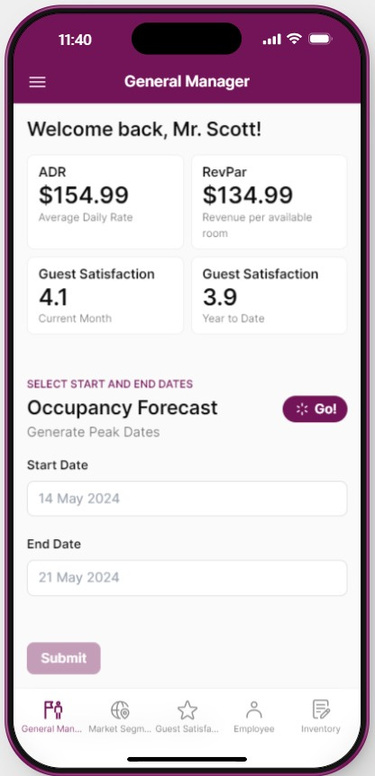 11:40
General Manager
Welcome back, Mr. Scott!
ADR
$154.99
Average Daily Rate
RevPar
$134.99
Revenue per available
room
Guest Satisfaction
4.1
Current Month
Guest Satisfaction
3.9
Year to Date
SELECT START AND END DATES
Occupancy Forecast
Go!
Generate Peak Dates
Start Date
14 May 2024
End Date
21 May 2024
Submit
General Man... Market Segm... Guest Satisfa... Employee Inventory